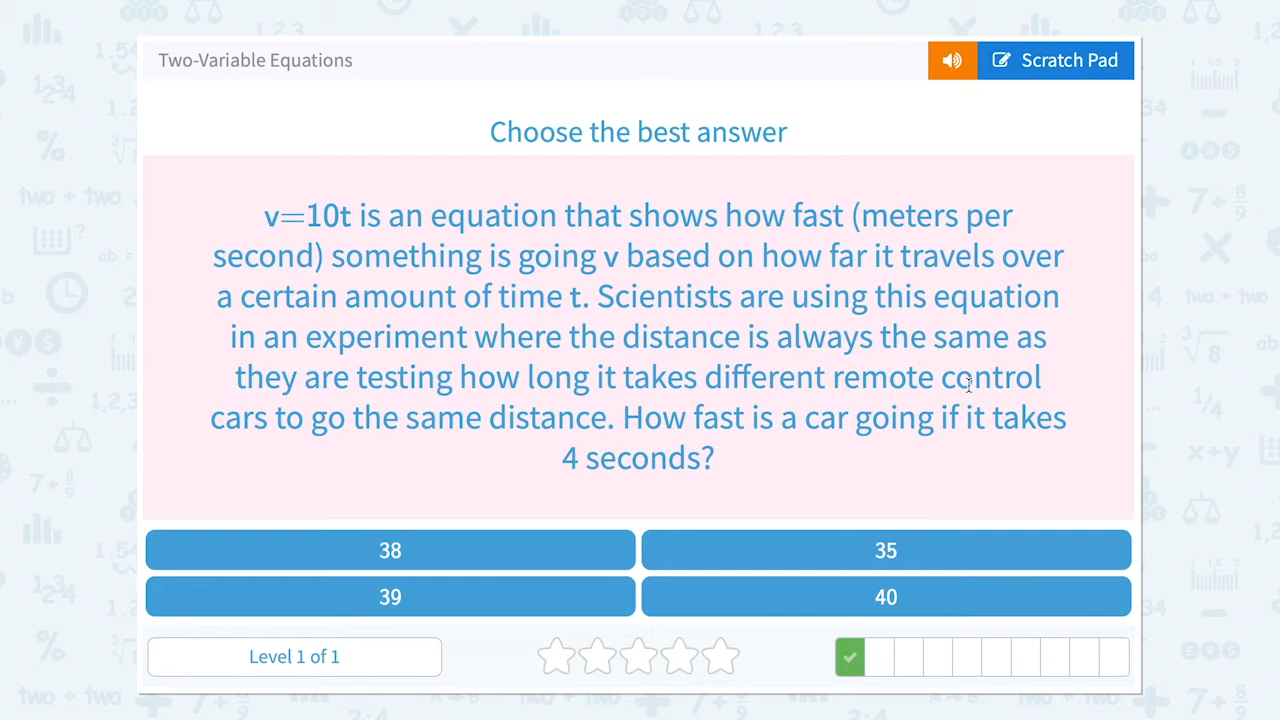 Two-Variable Equations
Scratch Pad
Choose the best answer
v=10t is an equation that shows how fast (meters per
second) something is going v based on how far it travels over
a certain amount of time t. Scientists are using this equation
in an experiment where the distance is always the same as
they are testing how long it takes different remote control
cars to go the same distance. How fast is a car going if it takes
4 seconds?
38
35
39
40
Level 1 of 1